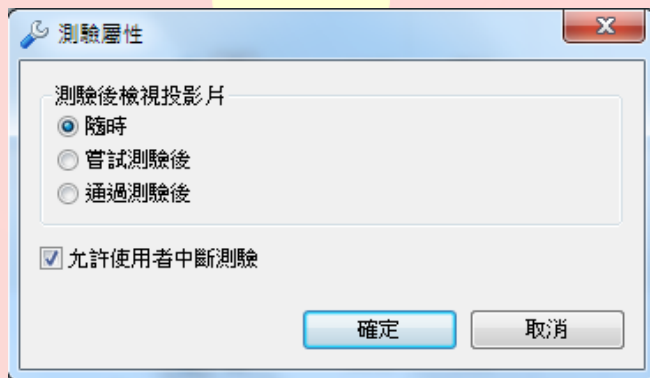 測驗屬性
測驗後檢視投影片
隨時
嘗試測驗後
通過測驗後
允許使用者中斷測驗
確定
取消